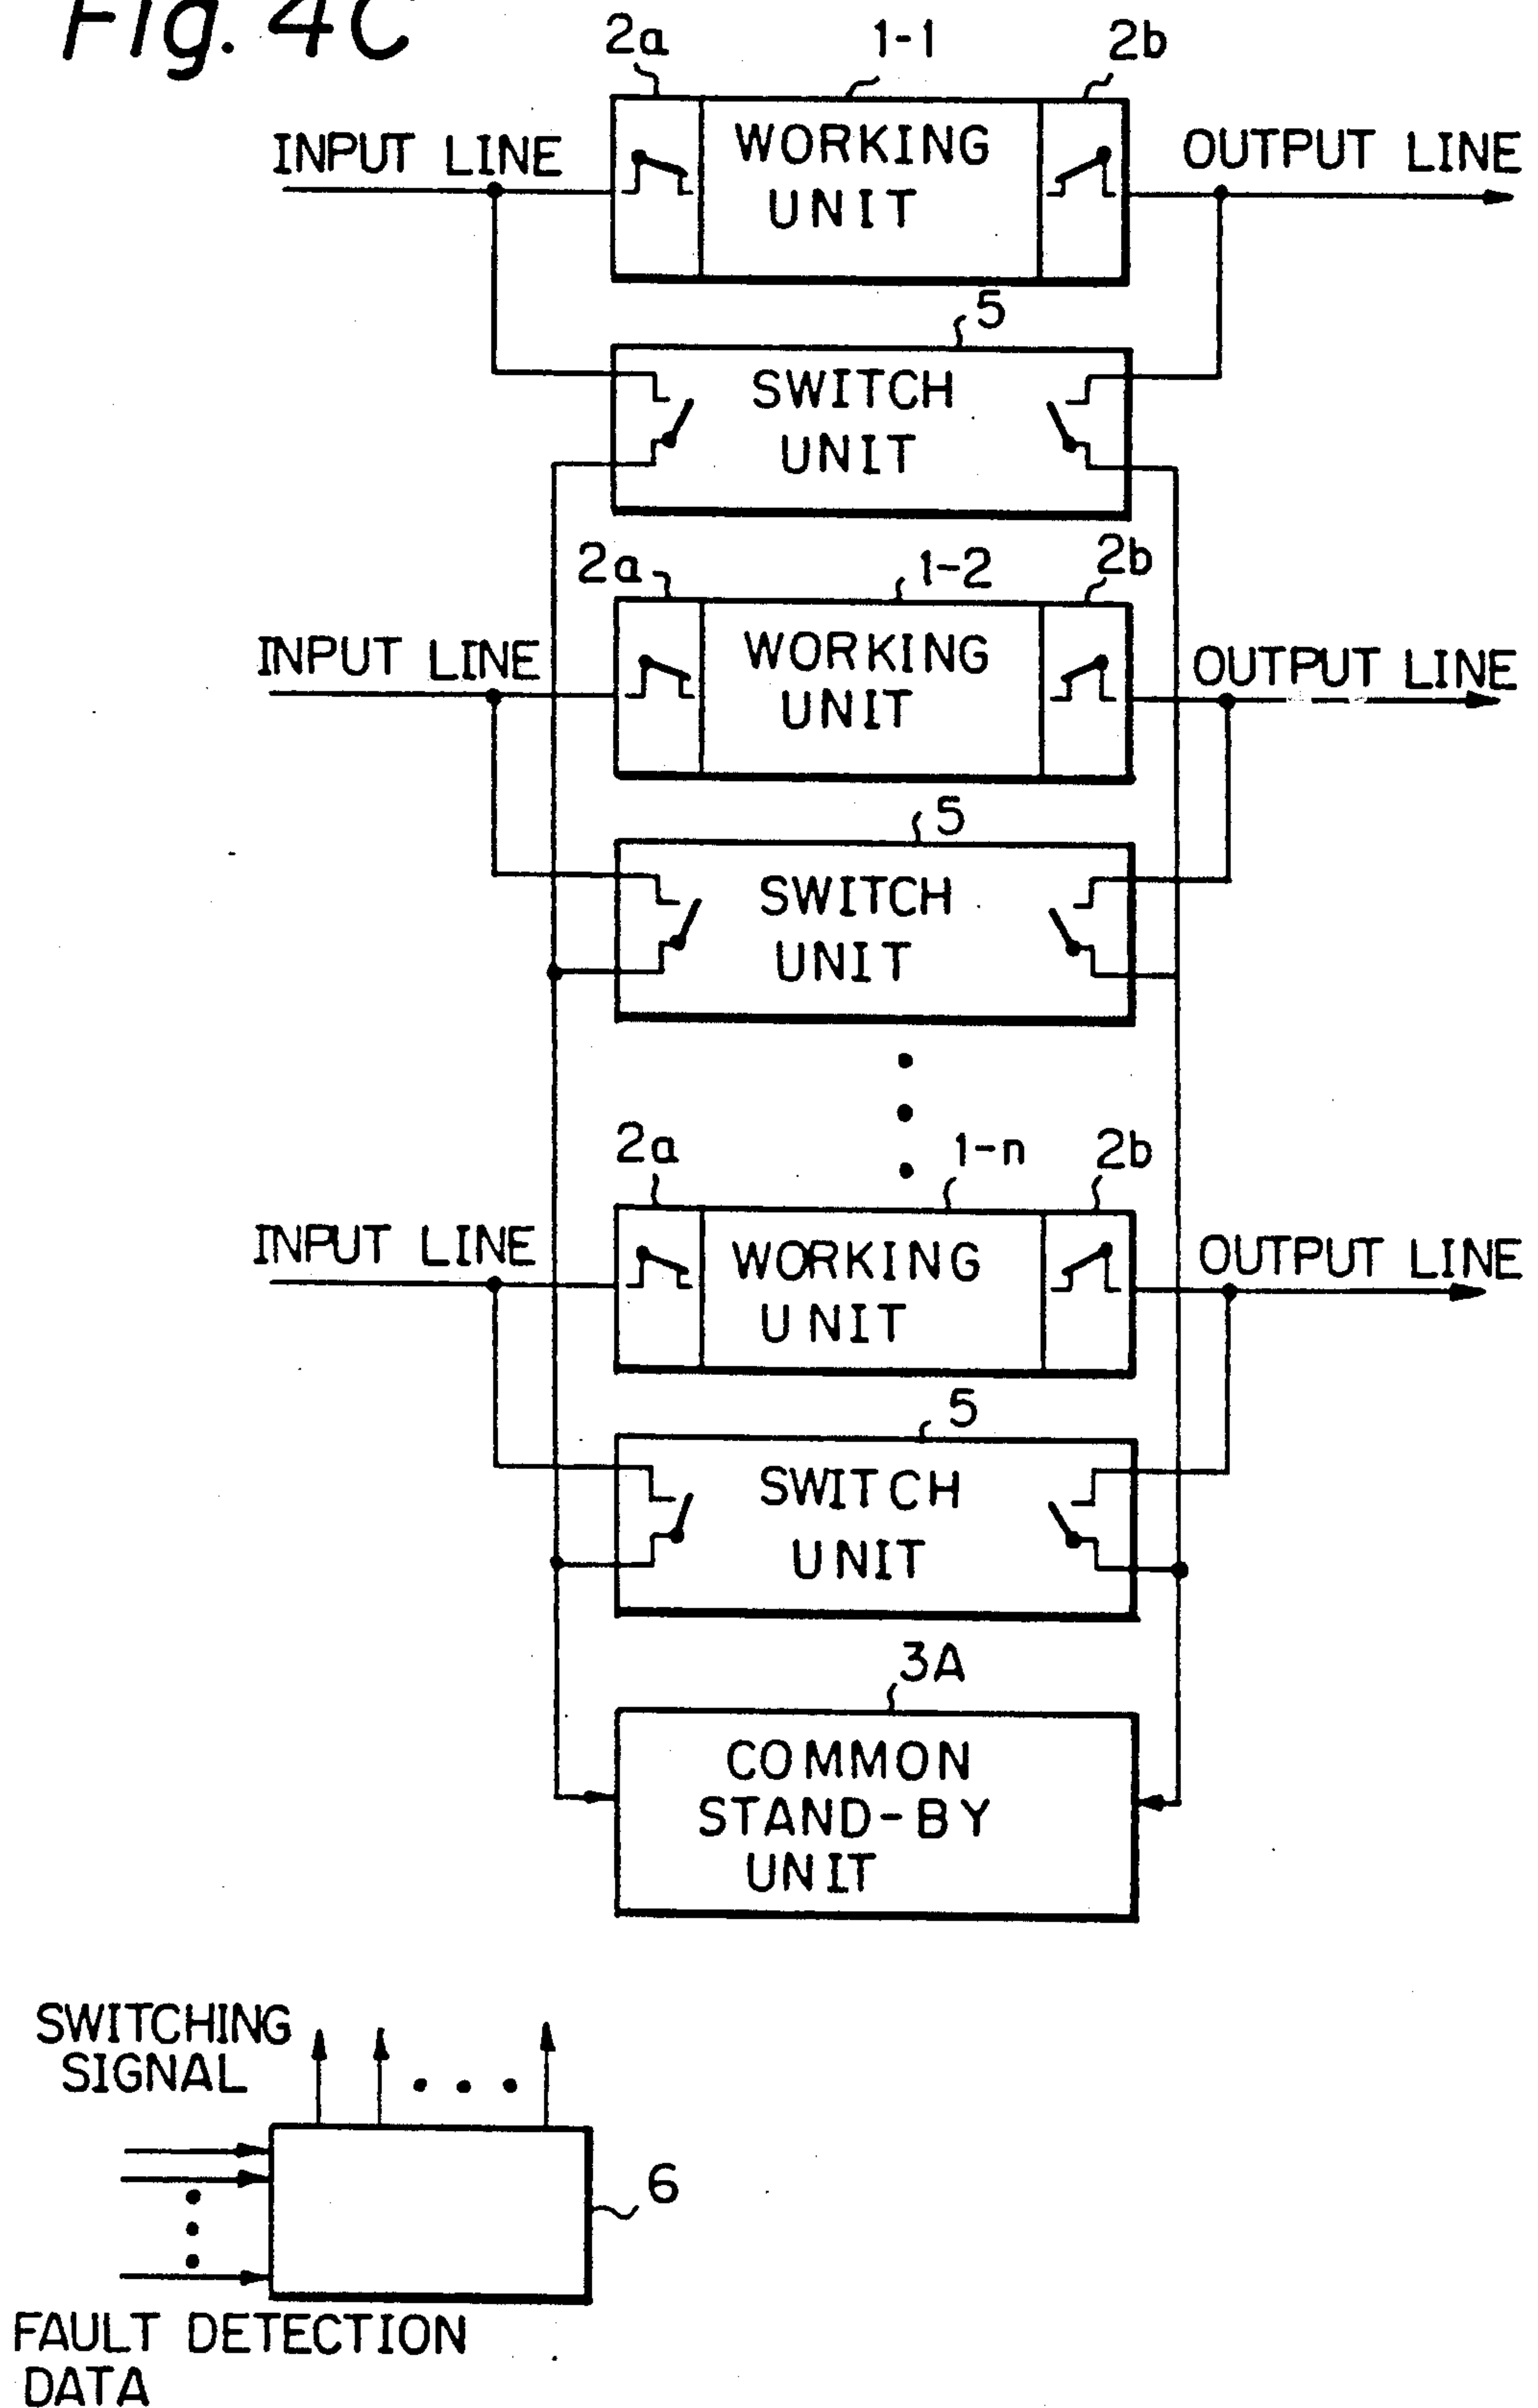 Fig. 4C
2a 1-1 2b
INPUT LINE
WORKING
UNIT
OUTPUT LINE
5
SWITCH
UNIT
2a 1-2 2b
INPUT LINE
WORKING
UNIT
OUTPUT LINE
5
SWITCH
UNIT
2a 1-n 2b
INPUT LINE
WORKING
UNIT
OUTPUT LINE
5
SWITCH
UNIT
3A
COMMON
STAND-BY
UNIT
SWITCHING
SIGNAL
6
FAULT DETECTION
DATA